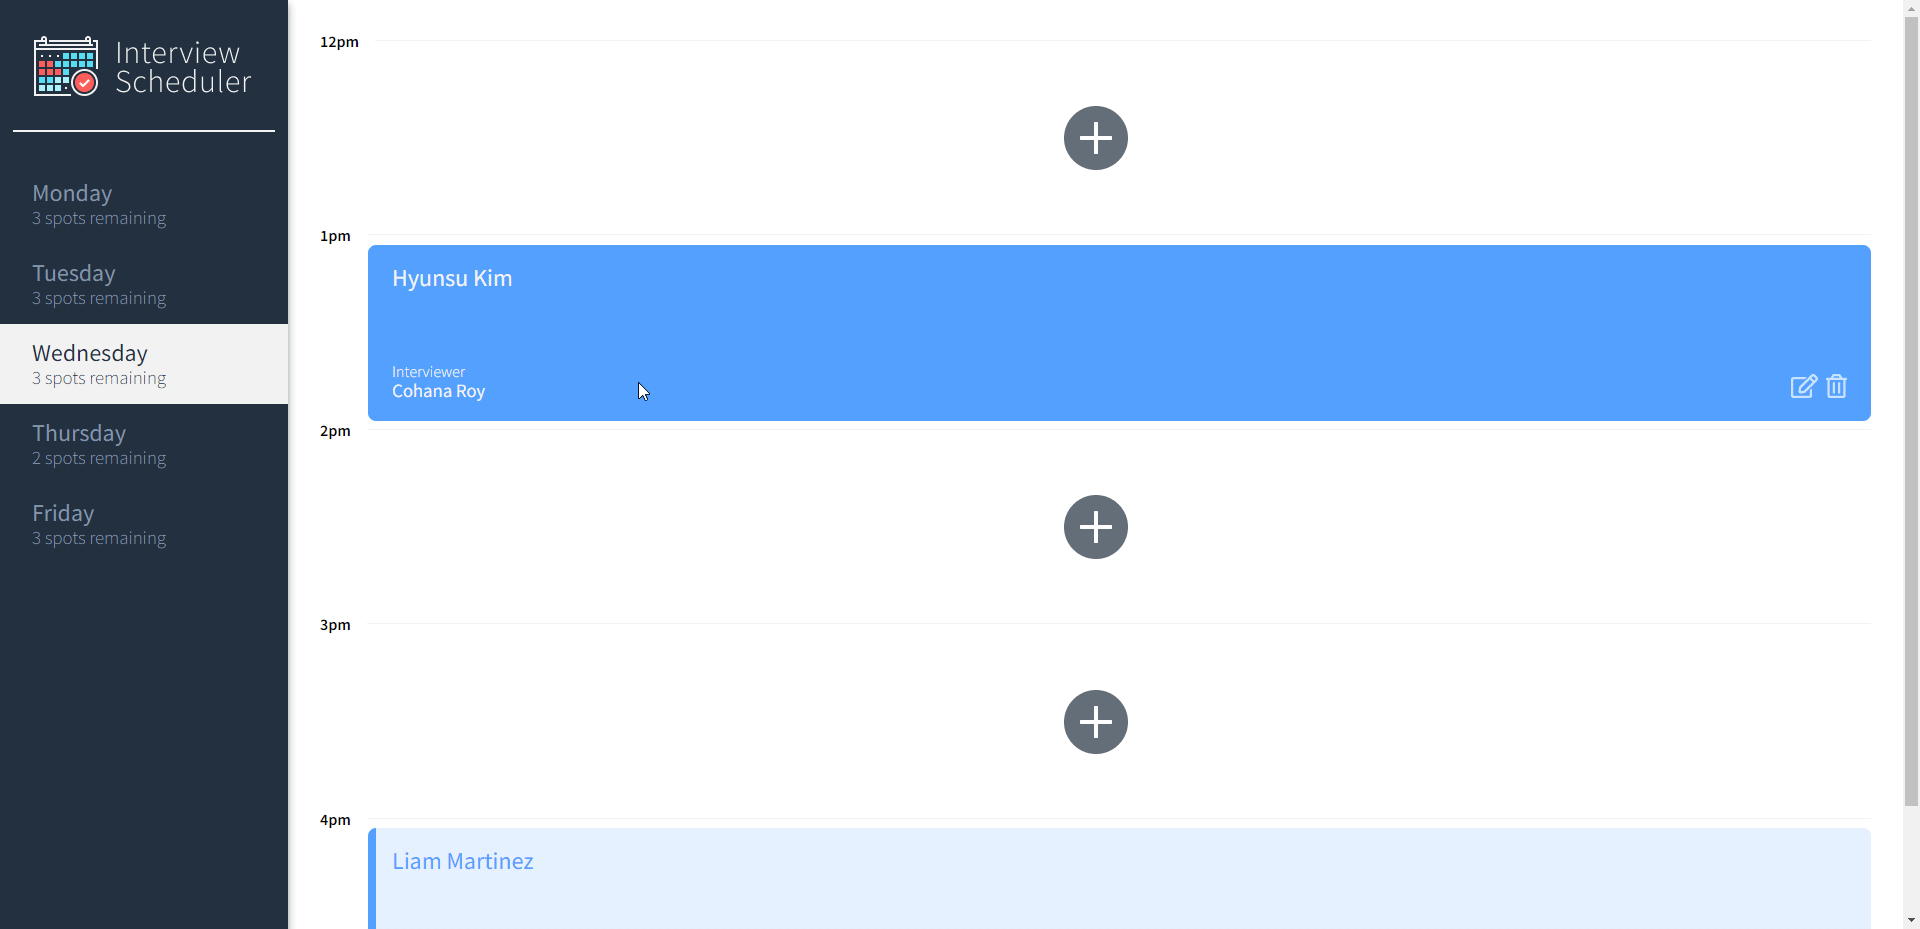 Interview
Scheduler
Monday
3 spots remaining
Tuesday
3 spots remaining
Wednesday
3 spots remaining
Thursday
2 spots remaining
Friday
3 spots remaining
12pm
1pm
Hyunsu Kim
Interviewer
Cohana Roy
2pm
3pm
4pm
Liam Martinez